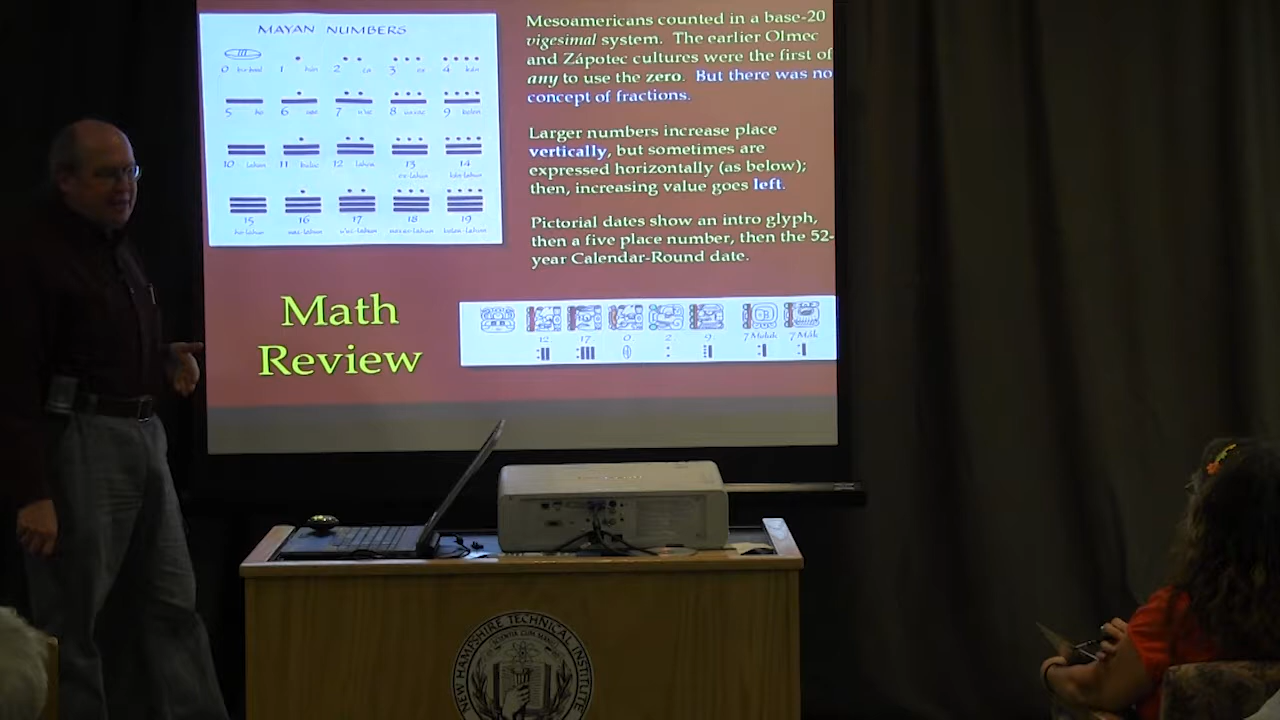 MAYAN NUMBERS
0 1 2 3 4
5 6 7 8 9
10 11 12 13 14
15 16 17 18 19
Mesoamericans counted in a base-20
vigesimal system. The earlier Olmec
and Zápotec cultures were the first of
any to use the zero. But there was no
concept of fractions.
Larger numbers increase place
vertically, but sometimes are
expressed horizontally (as below);
then, increasing value goes left.
Pictorial dates show an intro glyph,
then a five place number, then the 52-
year Calendar-Round date.
Math
Review
12 17 0 2 9 7 Muluk 7 Mak
NEW HAMPSHIRE TECHNICAL INSTITUTE